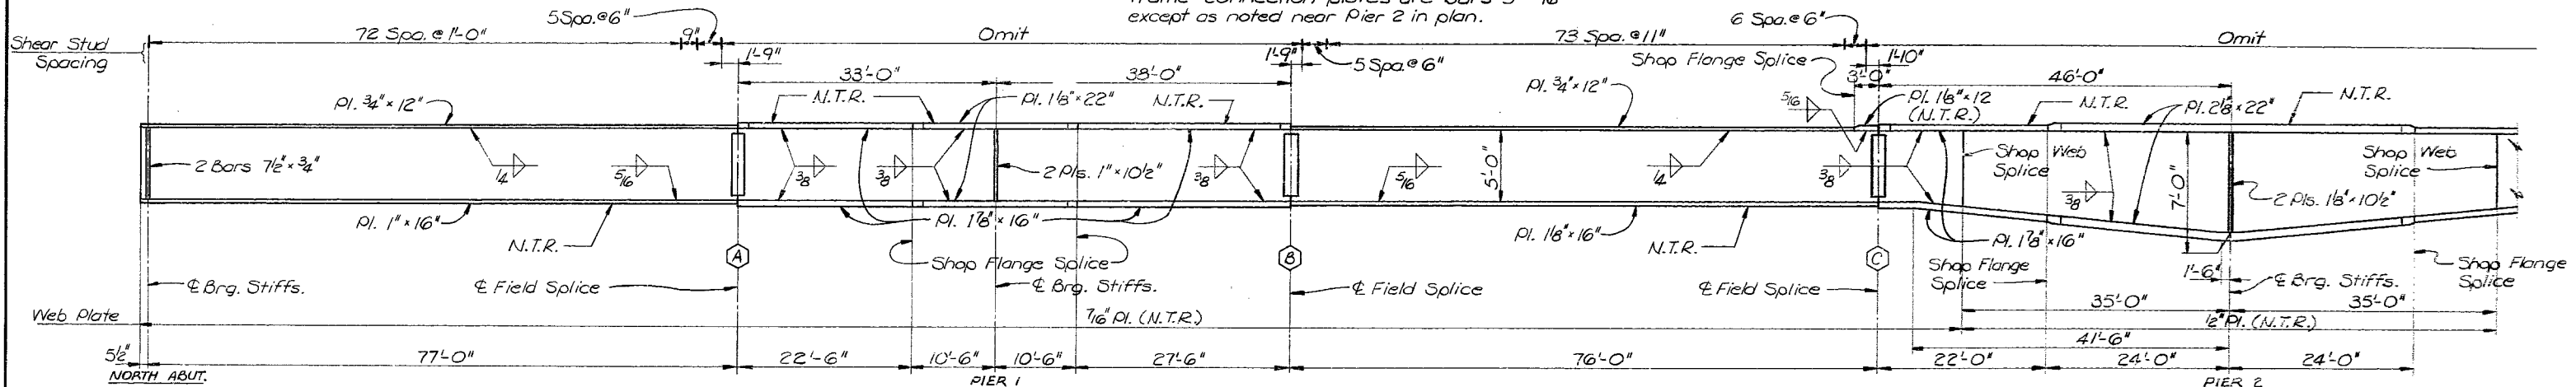 except as noted near Pier 2 in plan.
5 Spa. @ 6"
6 Spa. @ 6"
Shear Stud
Spacing
72 Spa. @ 1'-0"
9"
Omit
1'-9"
73 Spa. @ 11"
Omit
1'-9"
5 Spa. @ 6"
Shop Flange Splice
1'-10"
33'-0"
38'-0"
3'-0"
46'-0"
Pl. 3/4" × 12"
N.T.R.
Pl. 1 1/8" × 22"
N.T.R.
Pl. 3/4" × 12"
5/16
Pl. 1 1/8" × 12
(N.T.R.)
N.T.R.
Pl. 2 1/8" × 22"
N.T.R.
2 Bars 7 1/2" × 3/4"
1/4
5/16
3/8
3/8
2 Pls. 1" × 10 1/2"
3/8
5/16
5'-0"
1/4
3/8
Shop Web
Splice
3/8
7'-0"
Shop Web
Splice
2 Pls. 1 1/8" × 10 1/2"
Pl. 1" × 16"
N.T.R.
Pl. 1 7/8" × 16"
Pl. 1 1/8" × 16"
N.T.R.
Pl. 1 7/8" × 16"
A
B
C
Shop Flange Splice
Shop Flange
Splice
1'-6"
Shop Flange
Splice
℄ Brg. Stiffs.
℄ Field Splice
℄ Brg. Stiffs.
℄ Field Splice
℄ Field Splice
℄ Brg. Stiffs.
35'-0"
35'-0"
Web Plate
7/16" Pl. (N.T.R.)
1/2" Pl. (N.T.R.)
41'-6"
5 1/2"
77'-0"
22'-6"
10'-6"
10'-6"
27'-6"
76'-0"
22'-0"
24'-0"
24'-0"
NORTH ABUT.
PIER 1
PIER 2